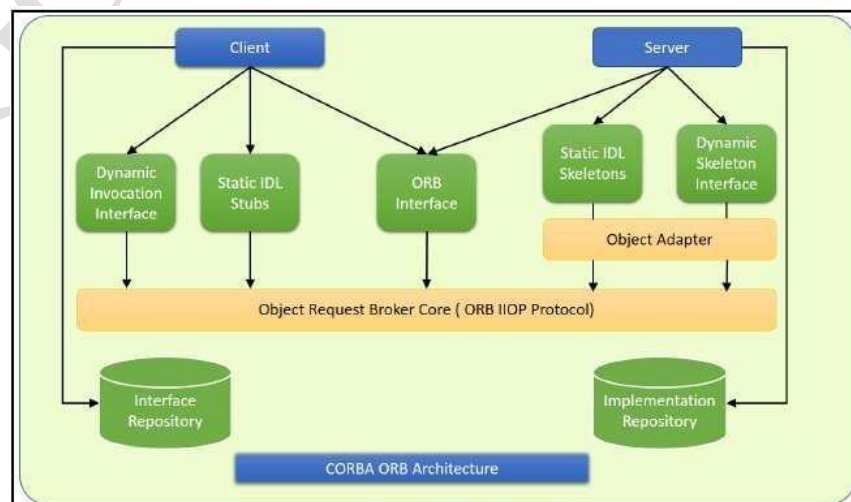 Client
Server
Dynamic
Invocation
Interface
Static IDL
Stubs
ORB
Interface
Static IDL
Skeletons
Dynamic
Skeleton
Interface
Object Adapter
Object Request Broker Core ( ORB IIOP Protocol)
Interface
Repository
Implementation
Repository
CORBA ORB Architecture